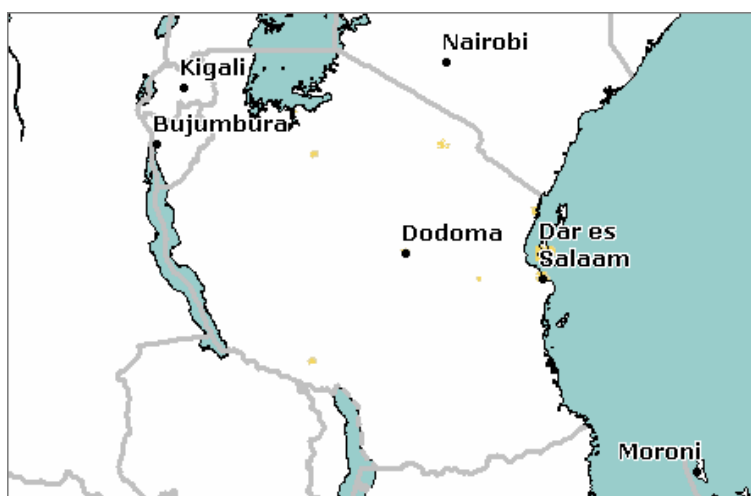 Nairobi
Kigali
Bujumbura
Dodoma
Dar es
Salaam
Moroni